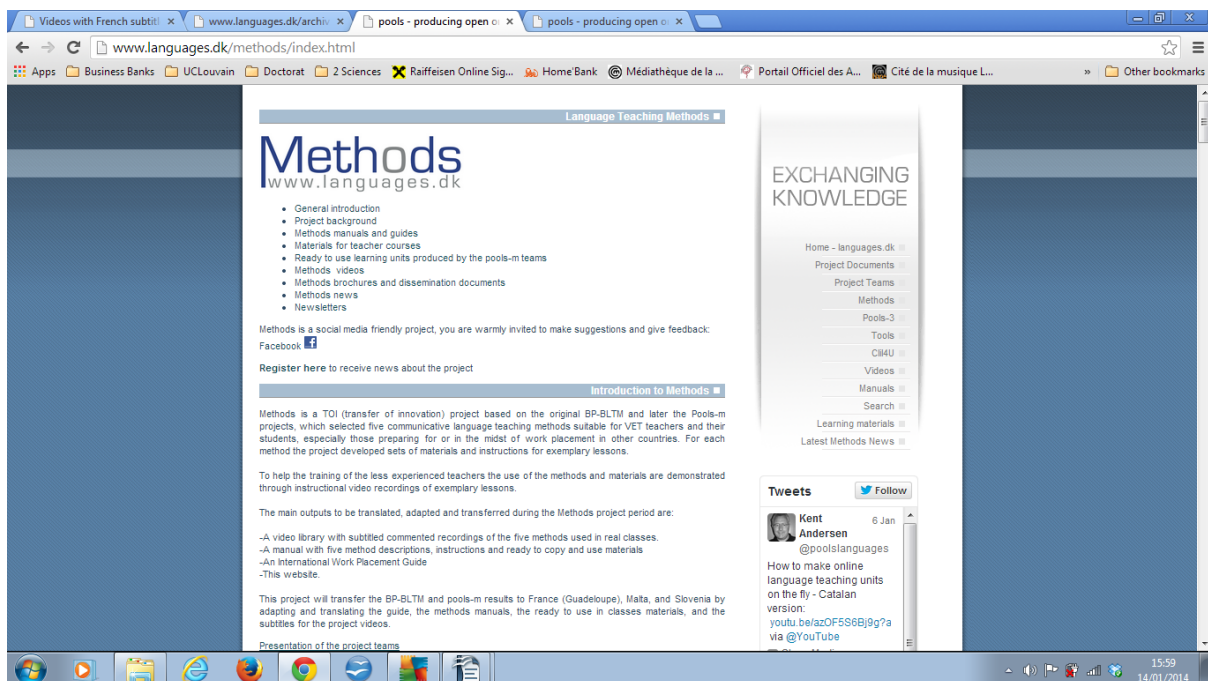 Videos with French subtitl
www.languages.dk/archiv
pools - producing open o
pools - producing open o
www.languages.dk/methods/index.html
Apps Business Banks UCLouvain Doctorat 2 Sciences Raiffeisen Online Sig... Home'Bank Médiathèque de la ... Portail Officiel des A... Cité de la musique L... » Other bookmarks
Language Teaching Methods
Methods
www.languages.dk
• General introduction
• Project background
• Methods manuals and guides
• Materials for teacher courses
• Ready to use learning units produced by the pools-m teams
• Methods videos
• Methods brochures and dissemination documents
• Methods news
• Newsletters
Methods is a social media friendly project, you are warmly invited to make suggestions and give feedback:
Facebook
Register here to receive news about the project
Introduction to Methods
Methods is a TOI (transfer of innovation) project based on the original BP-BLTM and later the Pools-m
projects, which selected five communicative language teaching methods suitable for VET teachers and their
students, especially those preparing for or in the midst of work placement in other countries. For each
method the project developed sets of materials and instructions for exemplary lessons.
To help the training of the less experienced teachers the use of the methods and materials are demonstrated
through instructional video recordings of exemplary lessons.
The main outputs to be translated, adapted and transferred during the Methods project period are:
-A video library with subtitled commented recordings of the five methods used in real classes.
-A manual with five method descriptions, instructions and ready to copy and use materials
-An International Work Placement Guide
-This website.
This project will transfer the BP-BLTM and pools-m results to France (Guadeloupe), Malta, and Slovenia by
adapting and translating the guide, the methods manuals, the ready to use in classes materials, and the
subtitles for the project videos.
Presentation of the project teams
EXCHANGING
KNOWLEDGE
Home - languages.dk
Project Documents
Project Teams
Methods
Pools-3
Tools
Clil4U
Videos
Manuals
Search
Learning materials
Latest Methods News
Tweets
Follow
Kent
Andersen
6 Jan
@poolslanguages
How to make online
language teaching units
on the fly - Catalan
version:
youtu.be/azOF5S6Bj9g?a
via @YouTube
15:59
14/01/2014